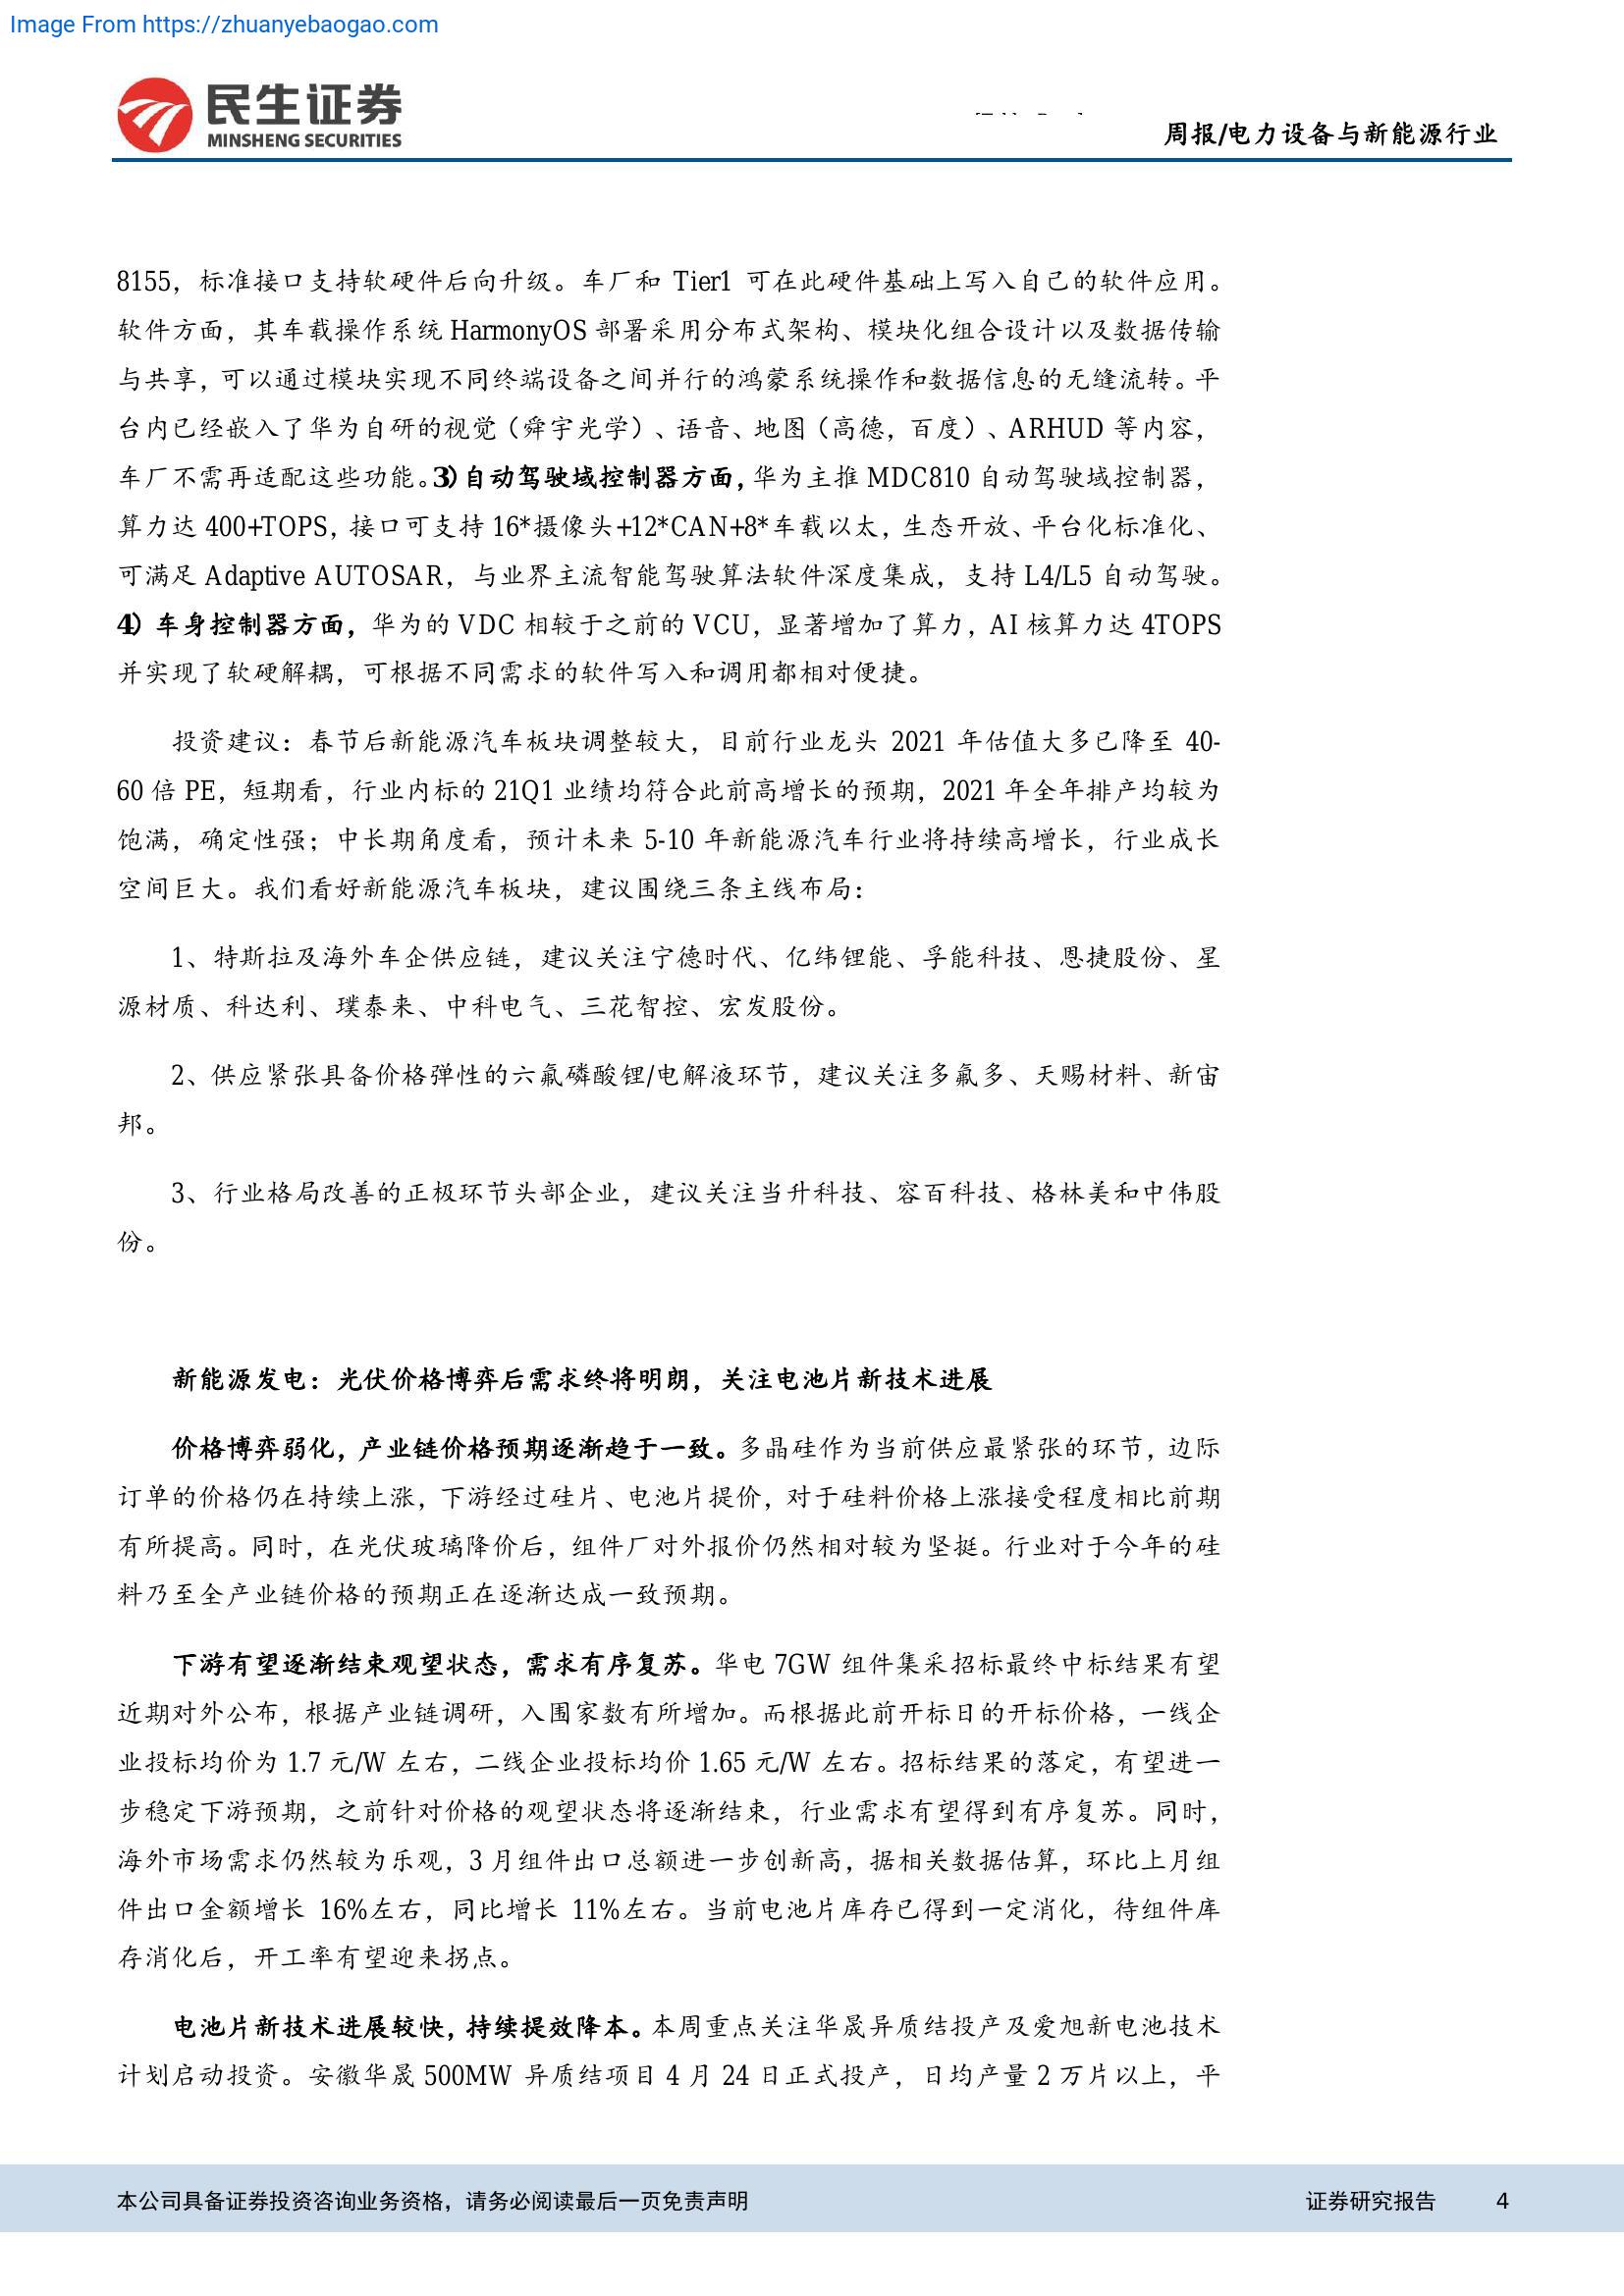 Image From https://zhuanyebaogao.com
民生证券
MINSHENG SECURITIES
周报/电力设备与新能源行业
8155，标准接口支持软硬件后向升级。车厂和 Tier1 可在此硬件基础上写入自己的软件应用。
软件方面，其车载操作系统 HarmonyOS 部署采用分布式架构、模块化组合设计以及数据传输
与共享，可以通过模块实现不同终端设备之间并行的鸿蒙系统操作和数据信息的无缝流转。平
台内已经嵌入了华为自研的视觉（舜宇光学）、语音、地图（高德，百度）、ARHUD 等内容，
车厂不需再适配这些功能。3）自动驾驶域控制器方面，华为主推 MDC810 自动驾驶域控制器，
算力达 400+TOPS，接口可支持 16*摄像头+12*CAN+8*车载以太，生态开放、平台化标准化、
可满足 Adaptive AUTOSAR，与业界主流智能驾驶算法软件深度集成，支持 L4/L5 自动驾驶。
4）车身控制器方面，华为的 VDC 相较于之前的 VCU，显著增加了算力，AI 核算力达 4TOPS
并实现了软硬解耦，可根据不同需求的软件写入和调用都相对便捷。
投资建议：春节后新能源汽车板块调整较大，目前行业龙头 2021 年估值大多已降至 40-
60 倍 PE，短期看，行业内标的 21Q1 业绩均符合此前高增长的预期，2021 年全年排产均较为
饱满，确定性强；中长期角度看，预计未来 5-10 年新能源汽车行业将持续高增长，行业成长
空间巨大。我们看好新能源汽车板块，建议围绕三条主线布局：
1、特斯拉及海外车企供应链，建议关注宁德时代、亿纬锂能、孚能科技、恩捷股份、星
源材质、科达利、璞泰来、中科电气、三花智控、宏发股份。
2、供应紧张具备价格弹性的六氟磷酸锂/电解液环节，建议关注多氟多、天赐材料、新宙
邦。
3、行业格局改善的正极环节头部企业，建议关注当升科技、容百科技、格林美和中伟股
份。
新能源发电：光伏价格博弈后需求终将明朗，关注电池片新技术进展
价格博弈弱化，产业链价格预期逐渐趋于一致。多晶硅作为当前供应最紧张的环节，边际
订单的价格仍在持续上涨，下游经过硅片、电池片提价，对于硅料价格上涨接受程度相比前期
有所提高。同时，在光伏玻璃降价后，组件厂对外报价仍然相对较为坚挺。行业对于今年的硅
料乃至全产业链价格的预期正在逐渐达成一致预期。
下游有望逐渐结束观望状态，需求有序复苏。华电 7GW 组件集采招标最终中标结果有望
近期对外公布，根据产业链调研，入围家数有所增加。而根据此前开标日的开标价格，一线企
业投标均价为 1.7 元/W 左右，二线企业投标均价 1.65 元/W 左右。招标结果的落定，有望进一
步稳定下游预期，之前针对价格的观望状态将逐渐结束，行业需求有望得到有序复苏。同时，
海外市场需求仍然较为乐观，3 月组件出口总额进一步创新高，据相关数据估算，环比上月组
件出口金额增长 16%左右，同比增长 11%左右。当前电池片库存已得到一定消化，待组件库
存消化后，开工率有望迎来拐点。
电池片新技术进展较快，持续提效降本。本周重点关注华晟异质结投产及爱旭新电池技术
计划启动投资。安徽华晟 500MW 异质结项目 4 月 24 日正式投产，日均产量 2 万片以上，平
本公司具备证券投资咨询业务资格，请务必阅读最后一页免责声明
证券研究报告 4